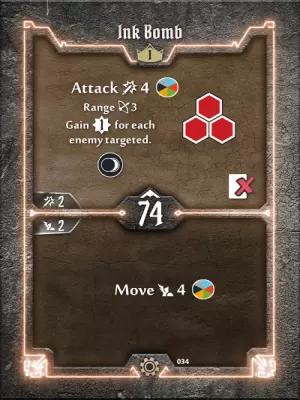 Ink Bomb
1
Attack 4
Range 3
Gain 1 for each
enemy targeted.
2
74
2
Move 4
034